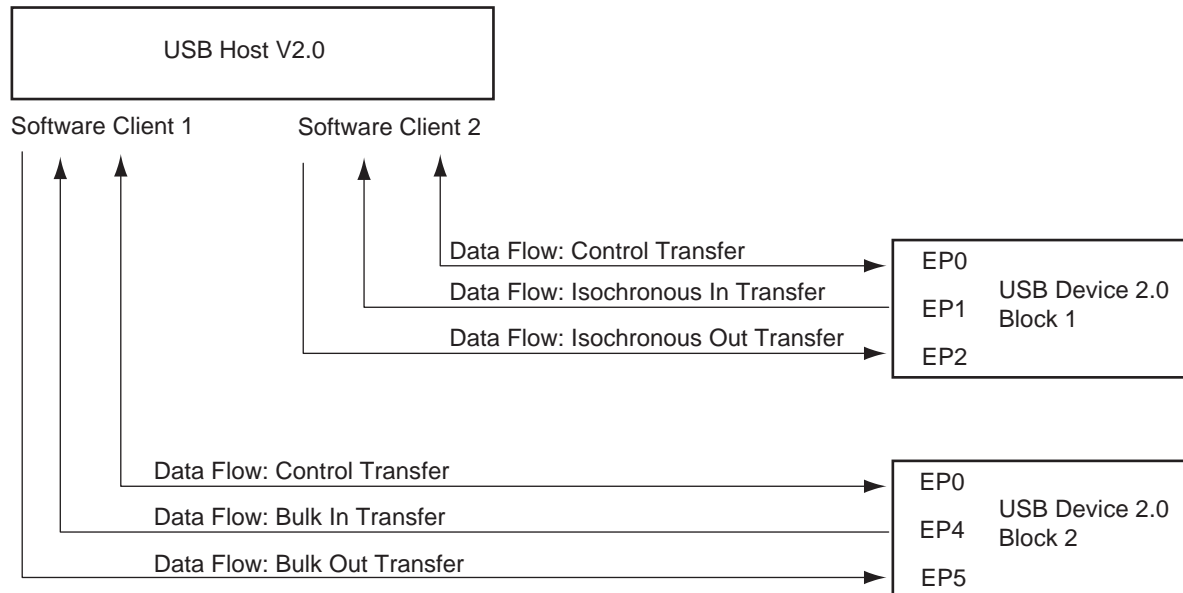 USB Host V2.0
Software Client 1
Software Client 2
Data Flow: Control Transfer
Data Flow: Isochronous In Transfer
Data Flow: Isochronous Out Transfer
EP0
EP1
EP2
USB Device 2.0
Block 1
Data Flow: Control Transfer
Data Flow: Bulk In Transfer
Data Flow: Bulk Out Transfer
EP0
EP4
EP5
USB Device 2.0
Block 2